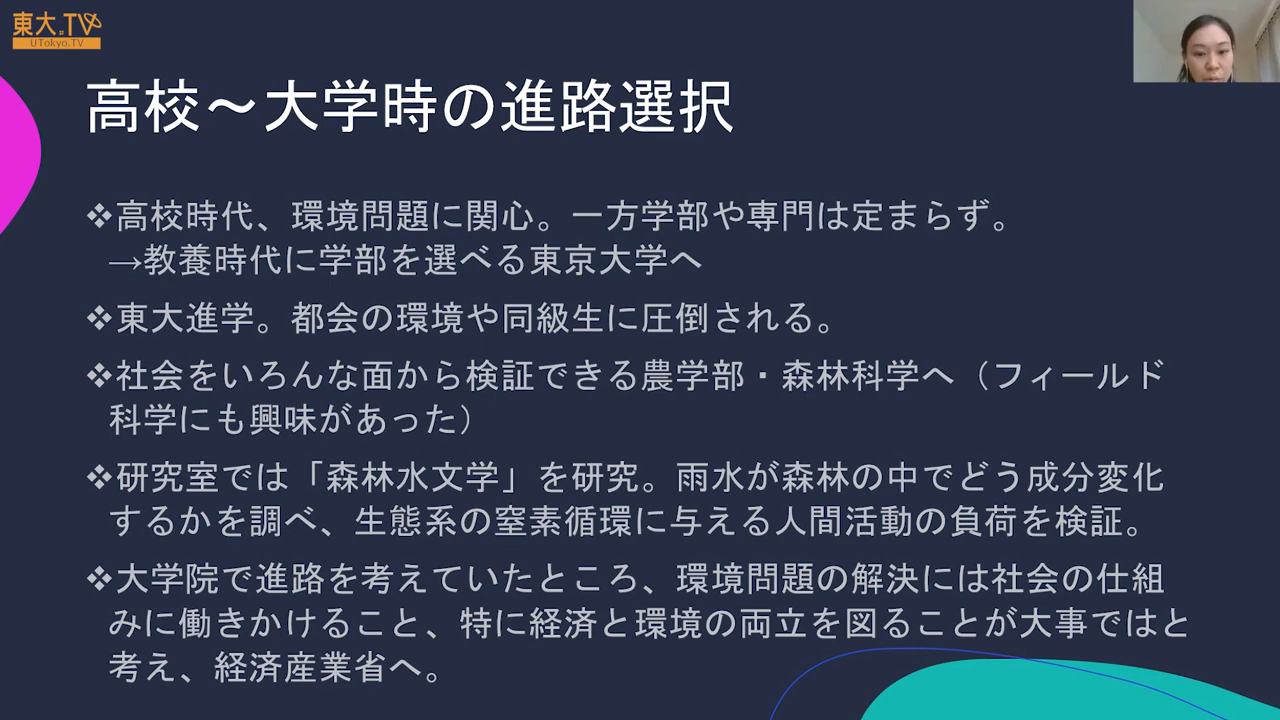 東大.TV
UTokyo.TV
高校～大学時の進路選択
❖高校時代、環境問題に関心。一方学部や専門は定まらず。
→教養時代に学部を選べる東京大学へ
❖東大進学。都会の環境や同級生に圧倒される。
❖社会をいろんな面から検証できる農学部・森林科学へ（フィールド
科学にも興味があった）
❖研究室では「森林水文学」を研究。雨水が森林の中でどう成分変化
するかを調べ、生態系の窒素循環に与える人間活動の負荷を検証。
❖大学院で進路を考えていたところ、環境問題の解決には社会の仕組
みに働きかけること、特に経済と環境の両立を図ることが大事ではと
考え、経済産業省へ。